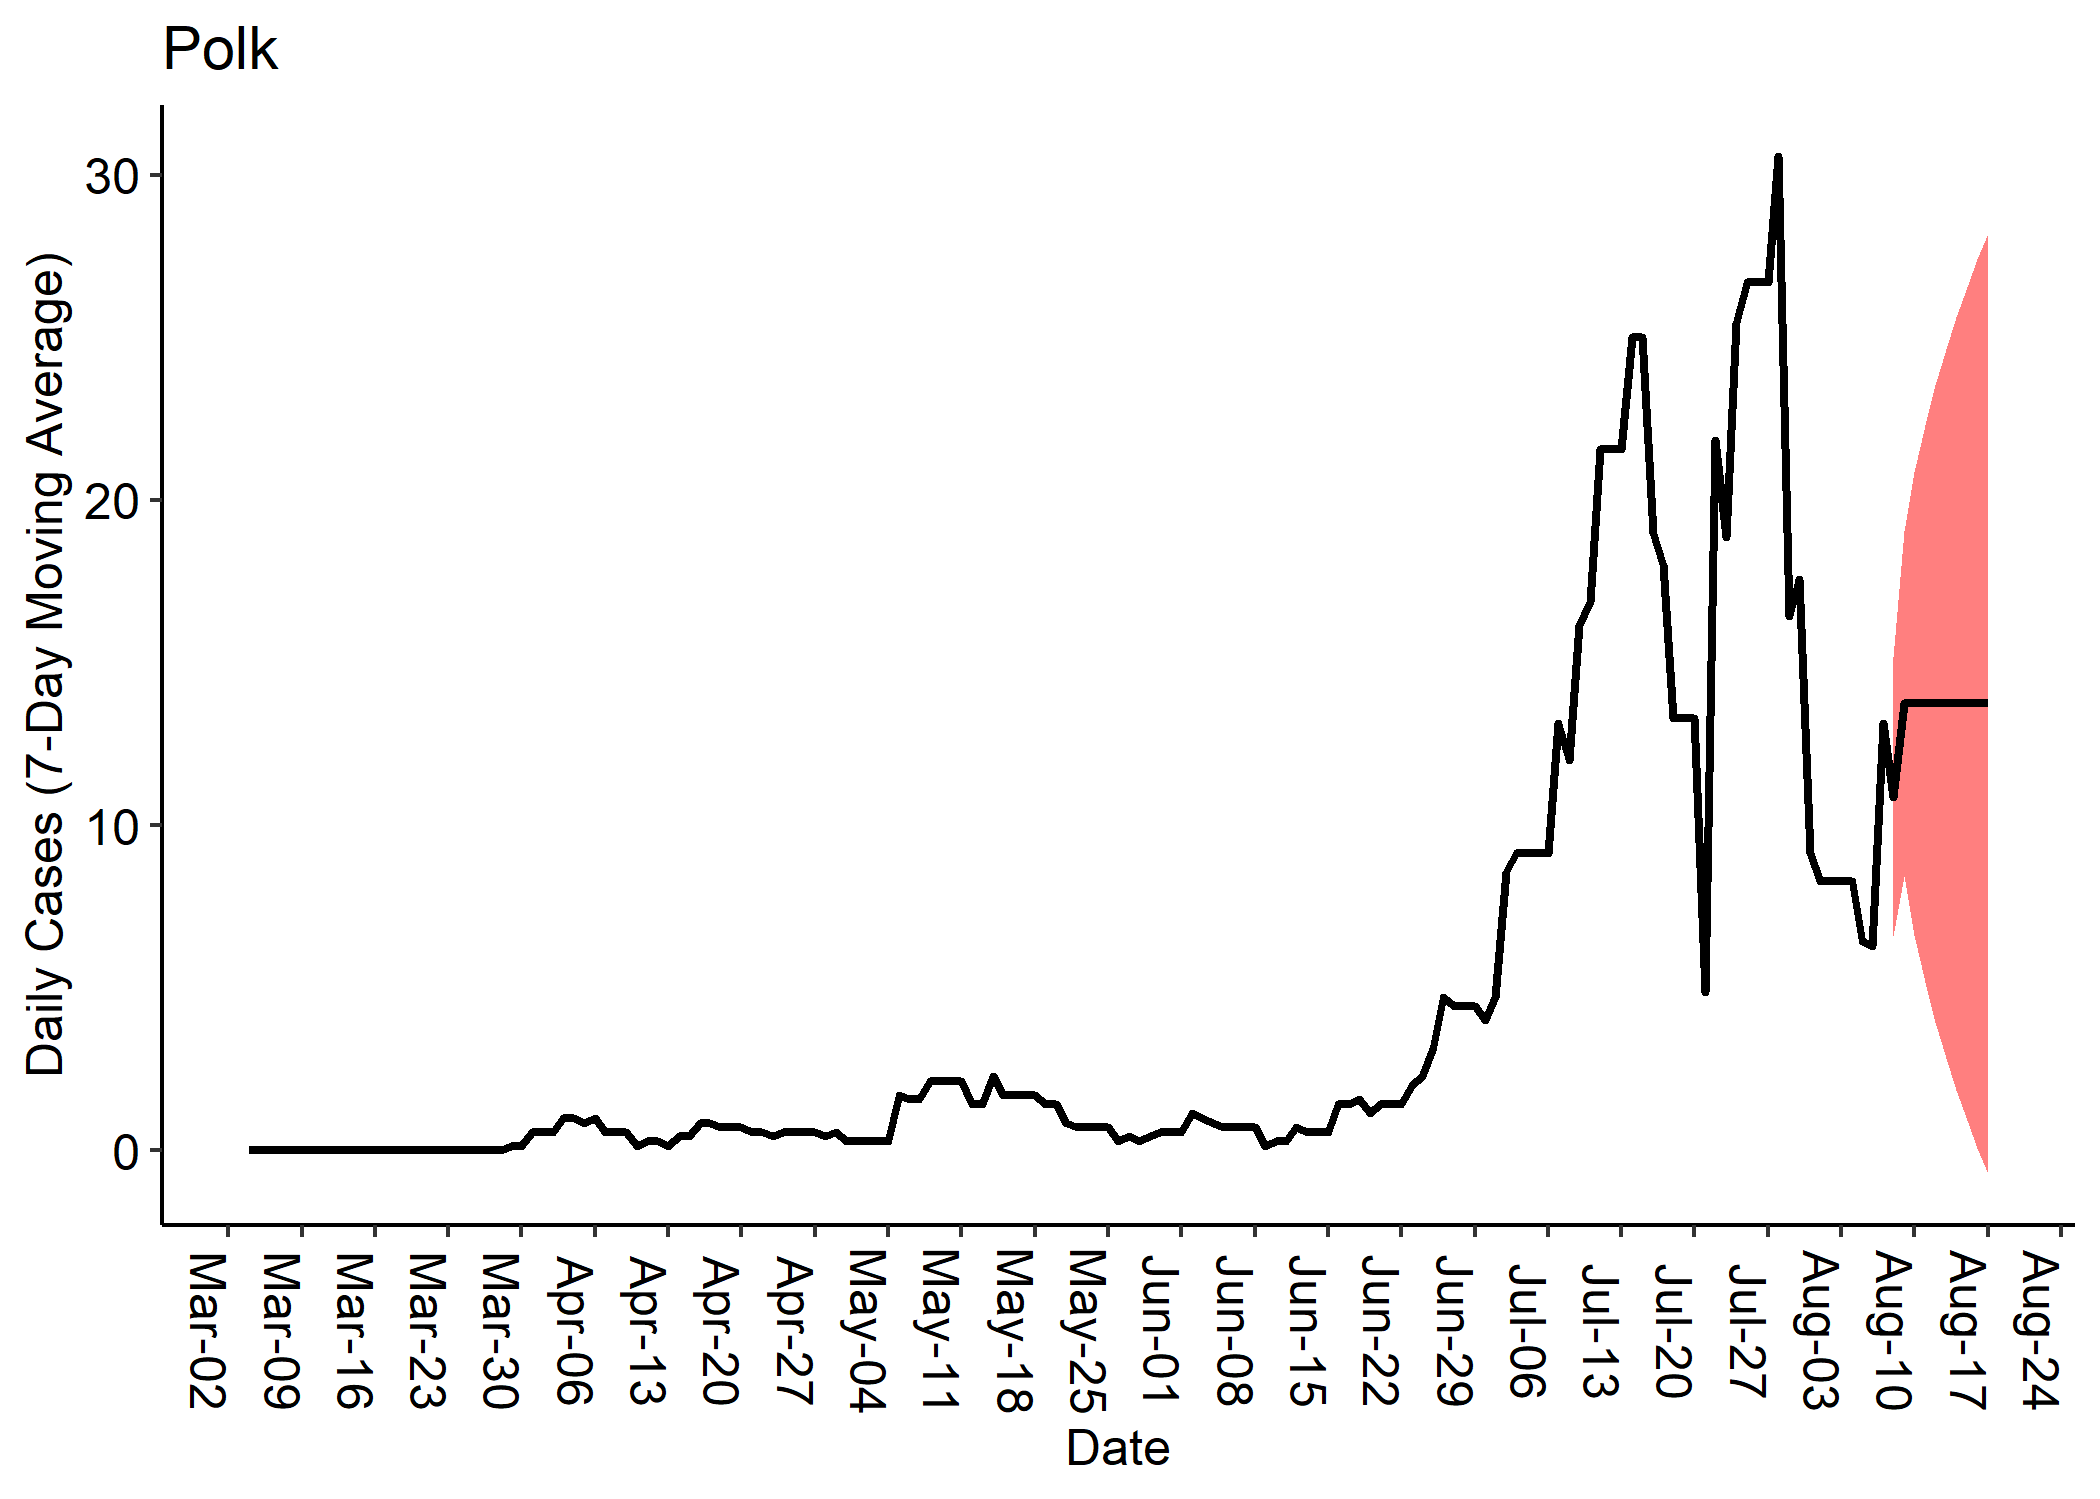 Polk
Daily Cases (7-Day Moving Average)
30
20
10
0
Mar-02
Mar-09
Mar-16
Mar-23
Mar-30
Apr-06
Apr-13
Apr-20
Apr-27
May-04
May-11
May-18
May-25
Jun-01
Jun-08
Jun-15
Jun-22
Jun-29
Jul-06
Jul-13
Jul-20
Jul-27
Aug-03
Aug-10
Aug-17
Aug-24
Date